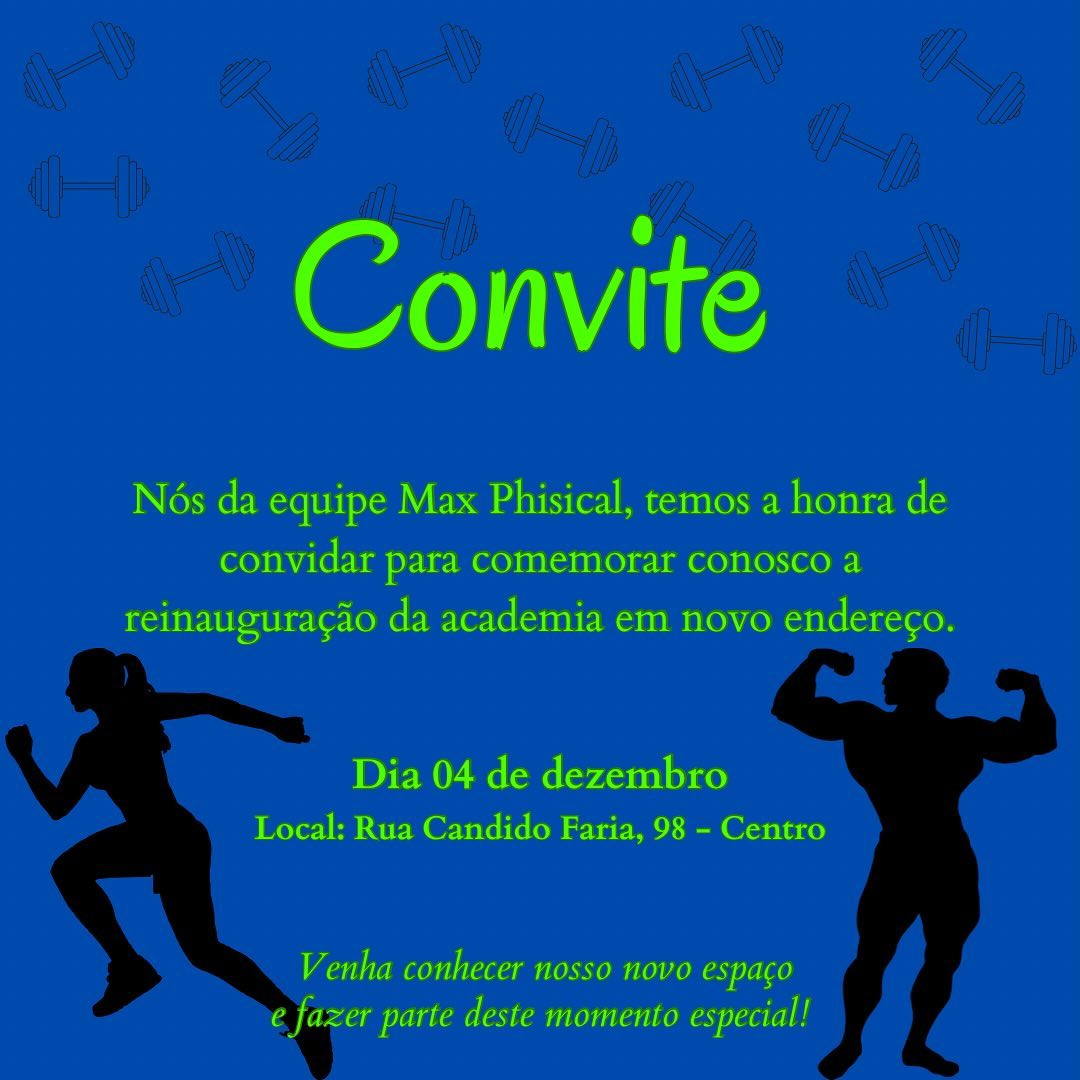 Convite
Nós da equipe Max Phisical, temos a honra de
convidar para comemorar conosco a
reinauguração da academia em novo endereço.
Dia 04 de dezembro
Local: Rua Candido Faria, 98 - Centro
Venha conhecer nosso novo espaço
e fazer parte deste momento especial!